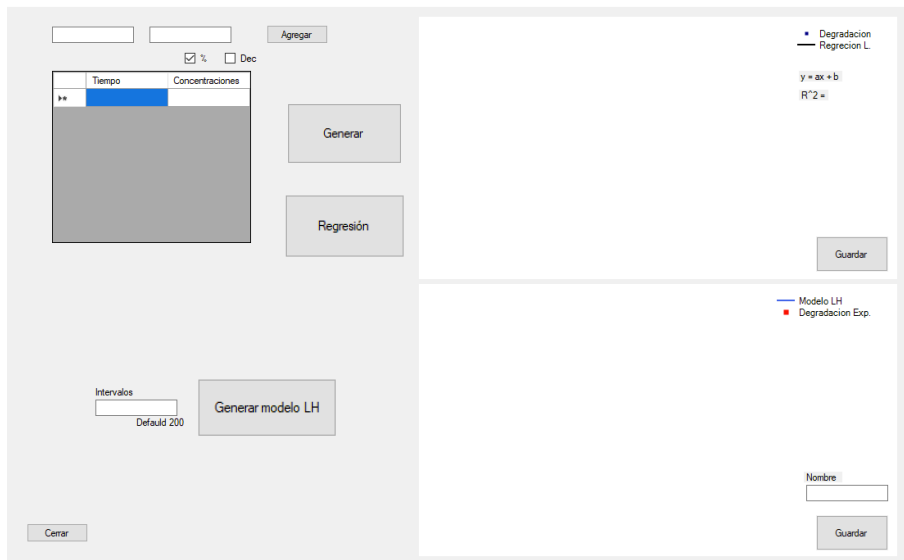 Agregar
% Dec
Tiempo Concentraciones
Generar
Regresión
Intervalos
Defauld 200
Generar modelo LH
Cerrar
Degradacion
Regrecion L.
y = ax + b
R^2 =
Guardar
Modelo LH
Degradacion Exp.
Nombre
Guardar